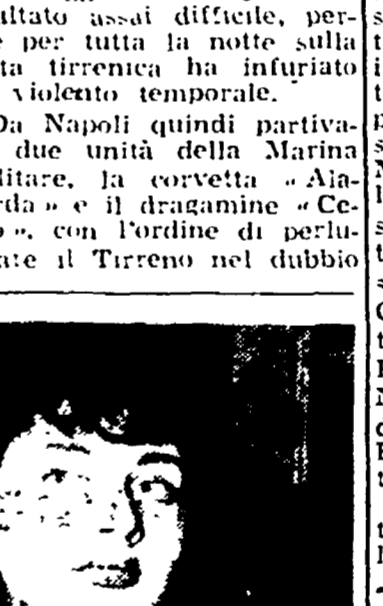 ultato assai difficile, per-
per tutta la notte sulla
ta tirrenica ha infuriato
violento temporale.
Da Napoli quindi partiva-
due unità della Marina
litare, la corvetta « Ala-
rda » e il dragamine « Ce-
o », con l'ordine di perlu-
ate il Tirreno nel dubbio